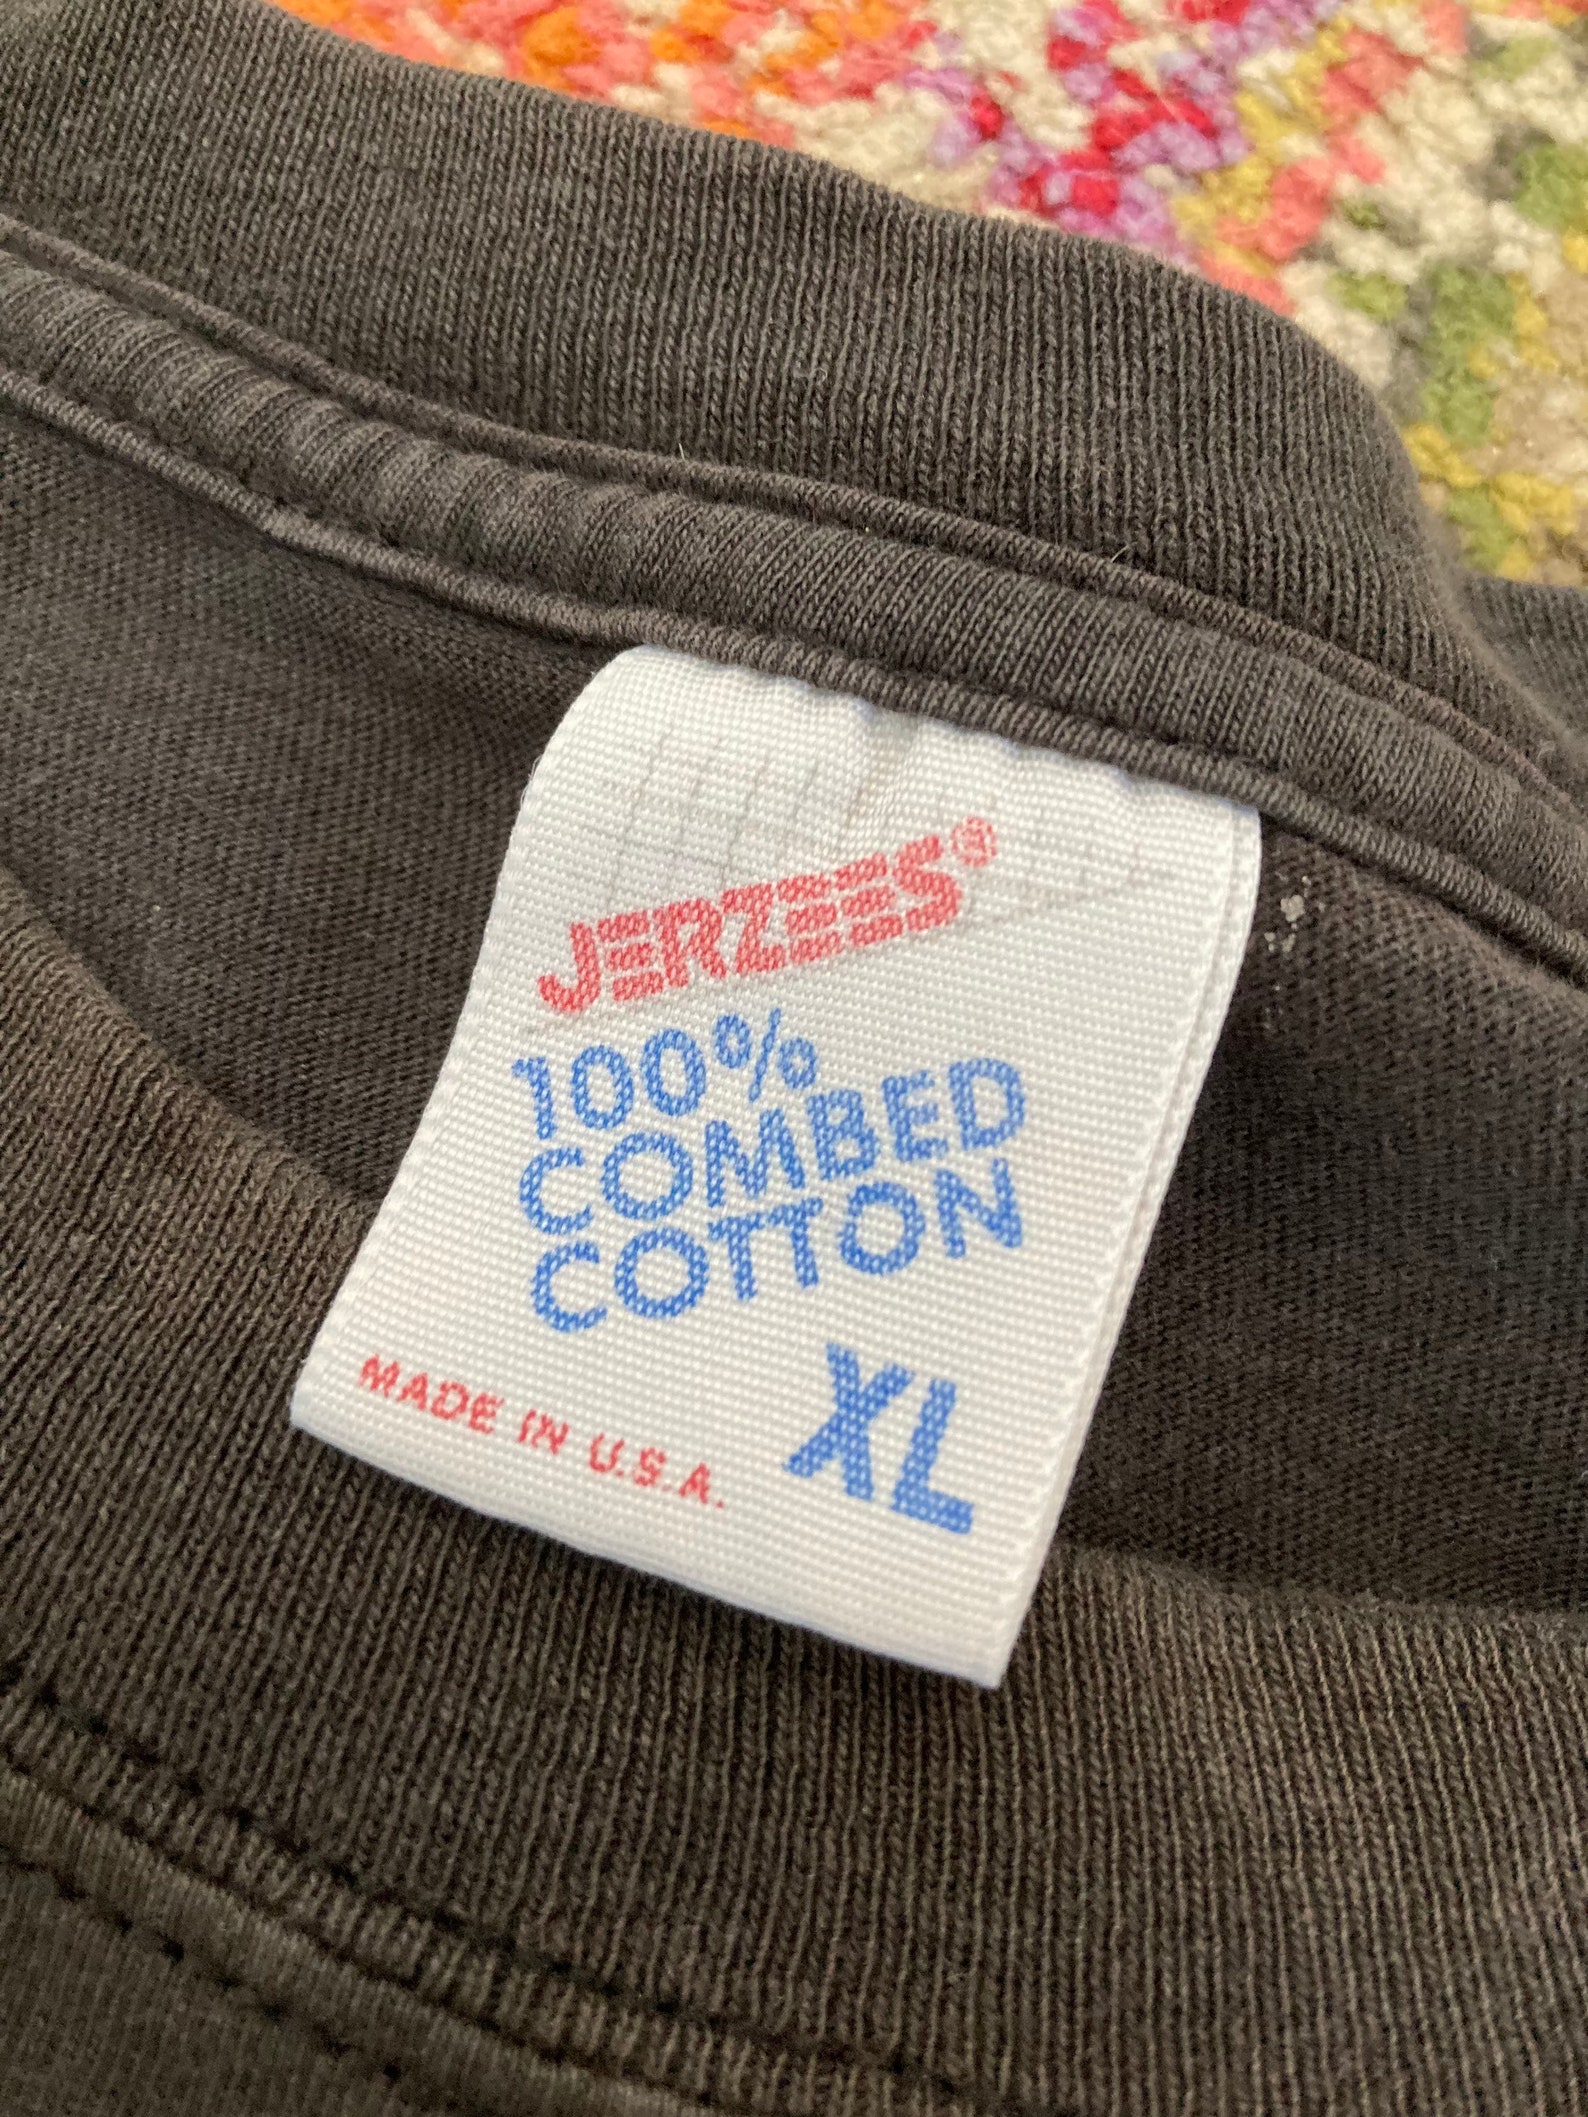 JERZEES®
100%
COMBED
COTTON
XL
MADE IN U.S.A.